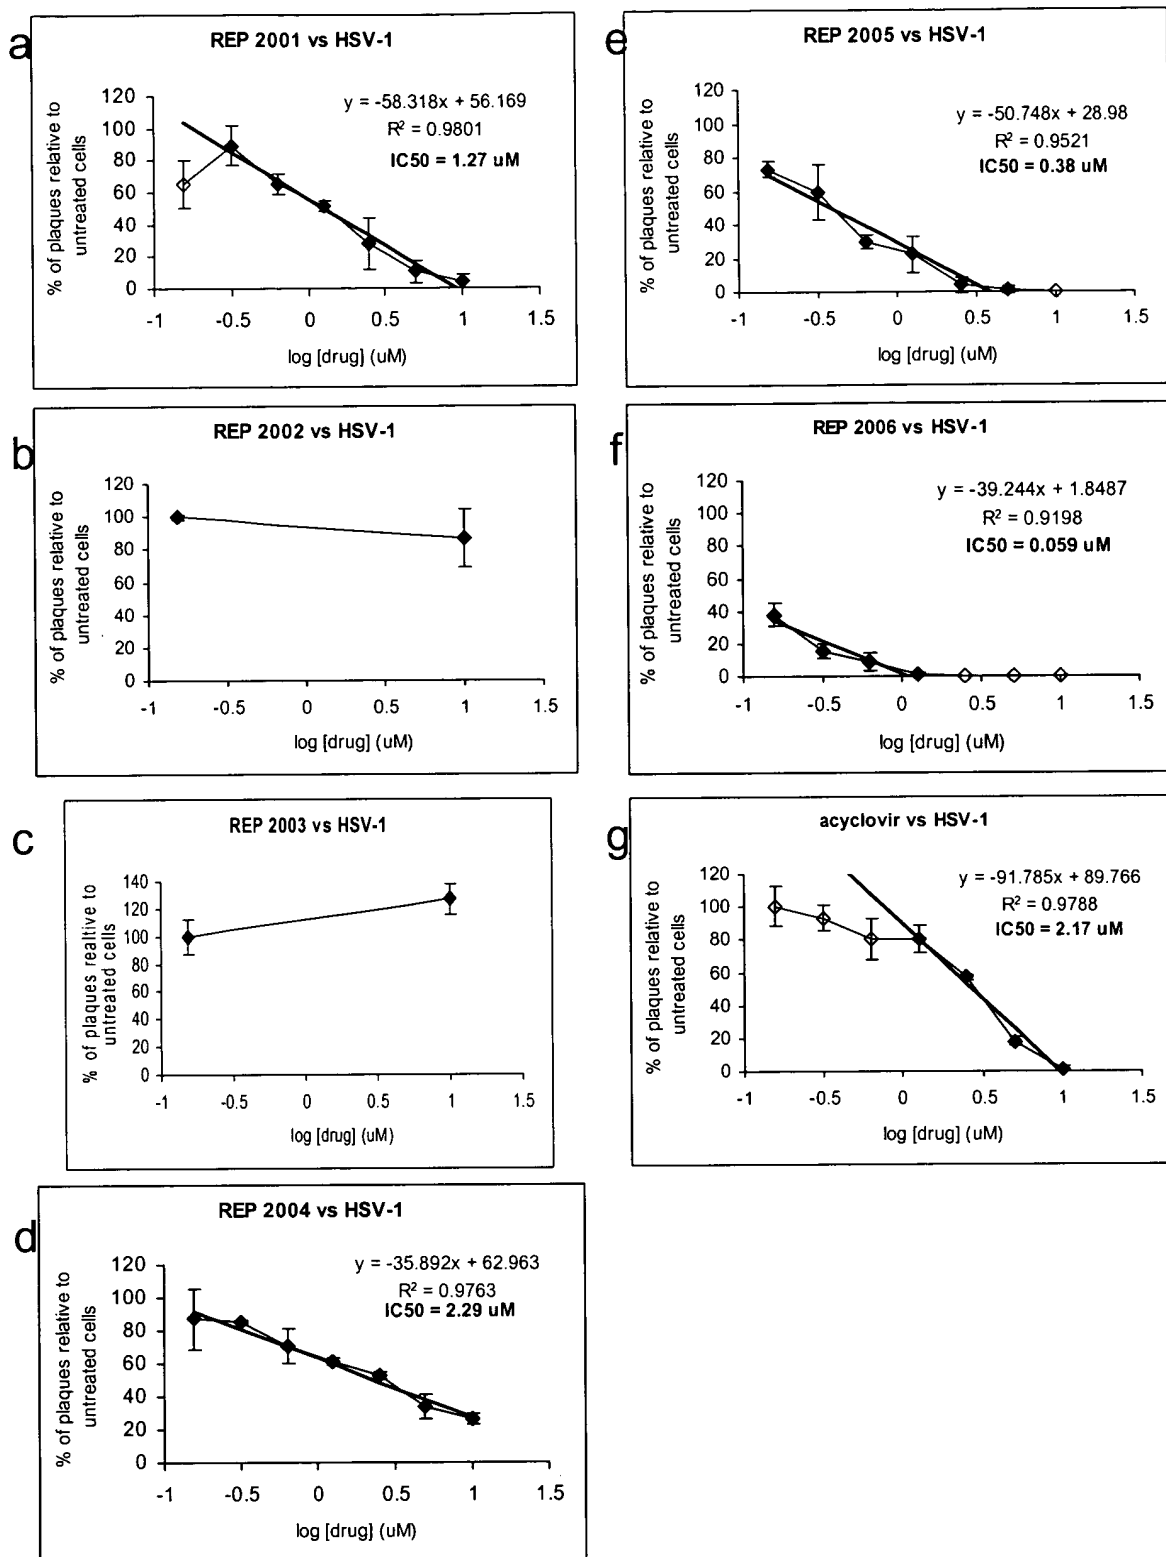 a
REP 2001 vs HSV-1
% of plaques relative to
untreated cells
120
100
80
60
40
20
0
y = -58.318x + 56.169
R² = 0.9801
IC50 = 1.27 uM
-1 -0.5 0 0.5 1 1.5
log [drug] (uM)
b
REP 2002 vs HSV-1
% of plaques relative to
untreated cells
120
100
80
60
40
20
0
-1 -0.5 0 0.5 1 1.5
log [drug] (uM)
c
REP 2003 vs HSV-1
% of plaques realtive to
untreated cells
140
120
100
80
60
40
20
0
-1 -0.5 0 0.5 1 1.5
log [drug] (uM)
d
REP 2004 vs HSV-1
% of plaques relative to
untreated cells
120
100
80
60
40
20
0
y = -35.892x + 62.963
R² = 0.9763
IC50 = 2.29 uM
-1 -0.5 0 0.5 1 1.5
log [drug] (uM)
e
REP 2005 vs HSV-1
% of plaques relative to
untreated cells
120
100
80
60
40
20
0
y = -50.748x + 28.98
R² = 0.9521
IC50 = 0.38 uM
-1 -0.5 0 0.5 1 1.5
log [drug] (uM)
f
REP 2006 vs HSV-1
% of plaques relative to
untreated cells
120
100
80
60
40
20
0
y = -39.244x + 1.8487
R² = 0.9198
IC50 = 0.059 uM
-1 -0.5 0 0.5 1 1.5
log [drug] (uM)
g
acyclovir vs HSV-1
% of plaques relative to
untreated cells
120
100
80
60
40
20
0
y = -91.785x + 89.766
R² = 0.9788
IC50 = 2.17 uM
-1 -0.5 0 0.5 1 1.5
log [drug] (uM)